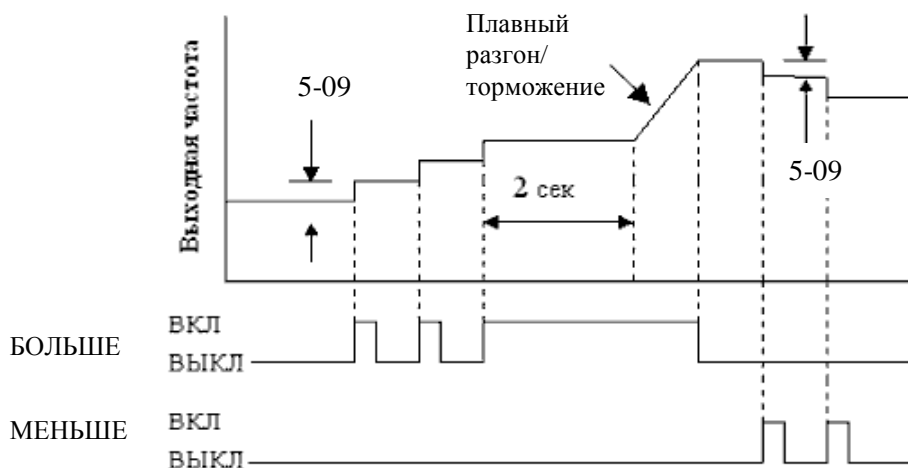 Выходная частота
5-09
Плавный
разгон/
торможение
5-09
2 сек
БОЛЬШЕ
ВКЛ
ВЫКЛ
МЕНЬШЕ
ВКЛ
ВЫКЛ